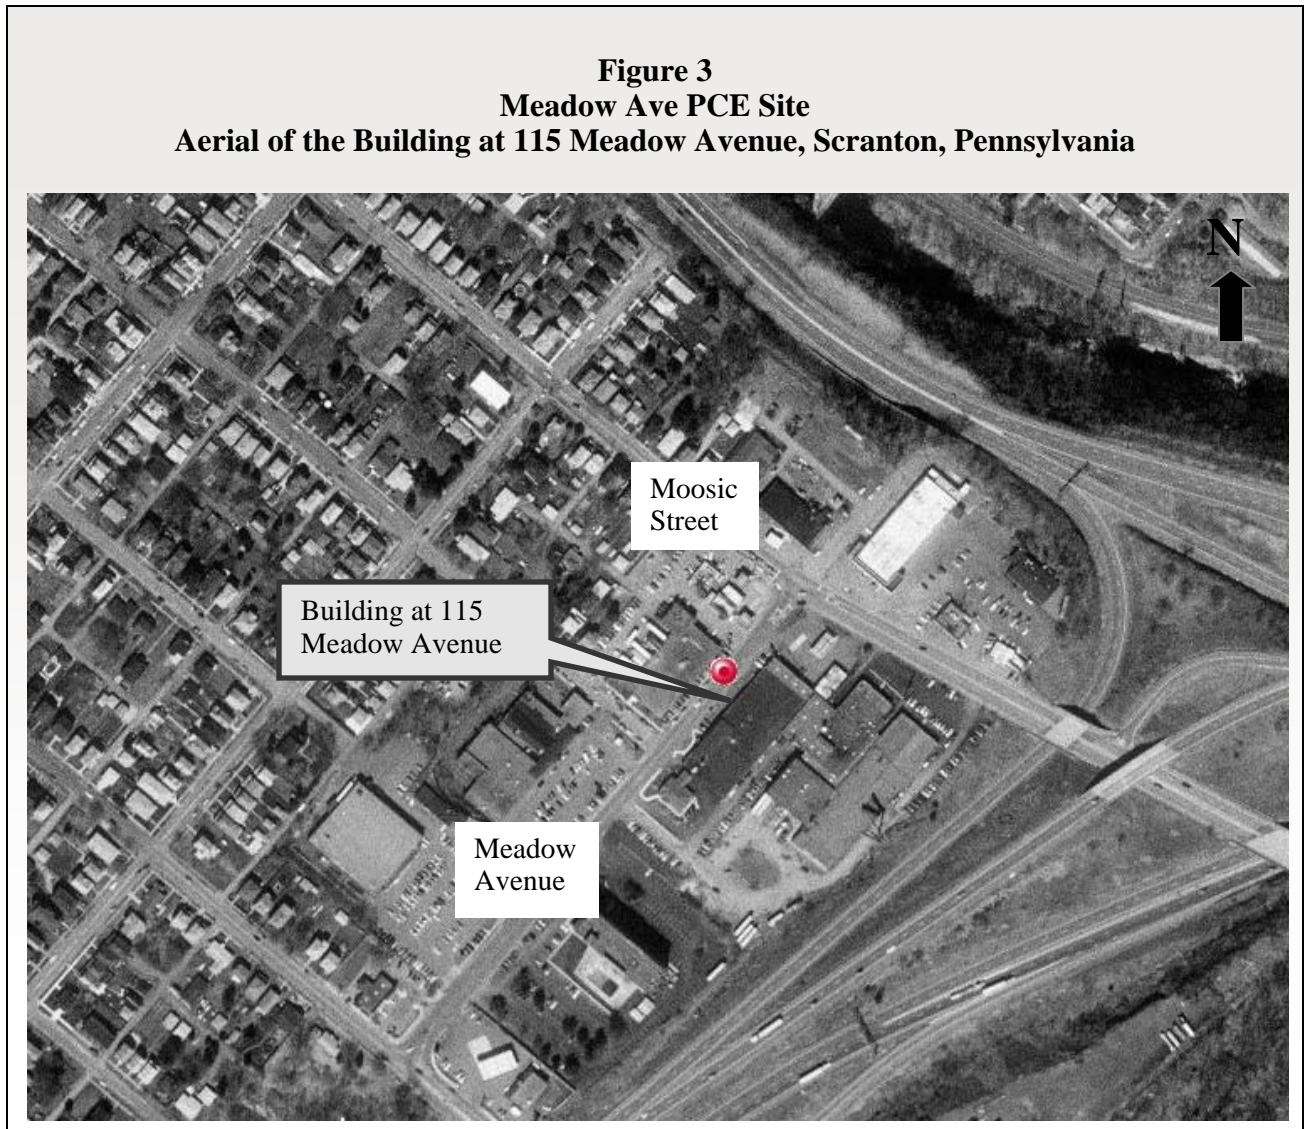 Figure 3
Meadow Ave PCE Site
Aerial of the Building at 115 Meadow Avenue, Scranton, Pennsylvania
N
Moosic
Street
Building at 115
Meadow Avenue
Meadow
Avenue